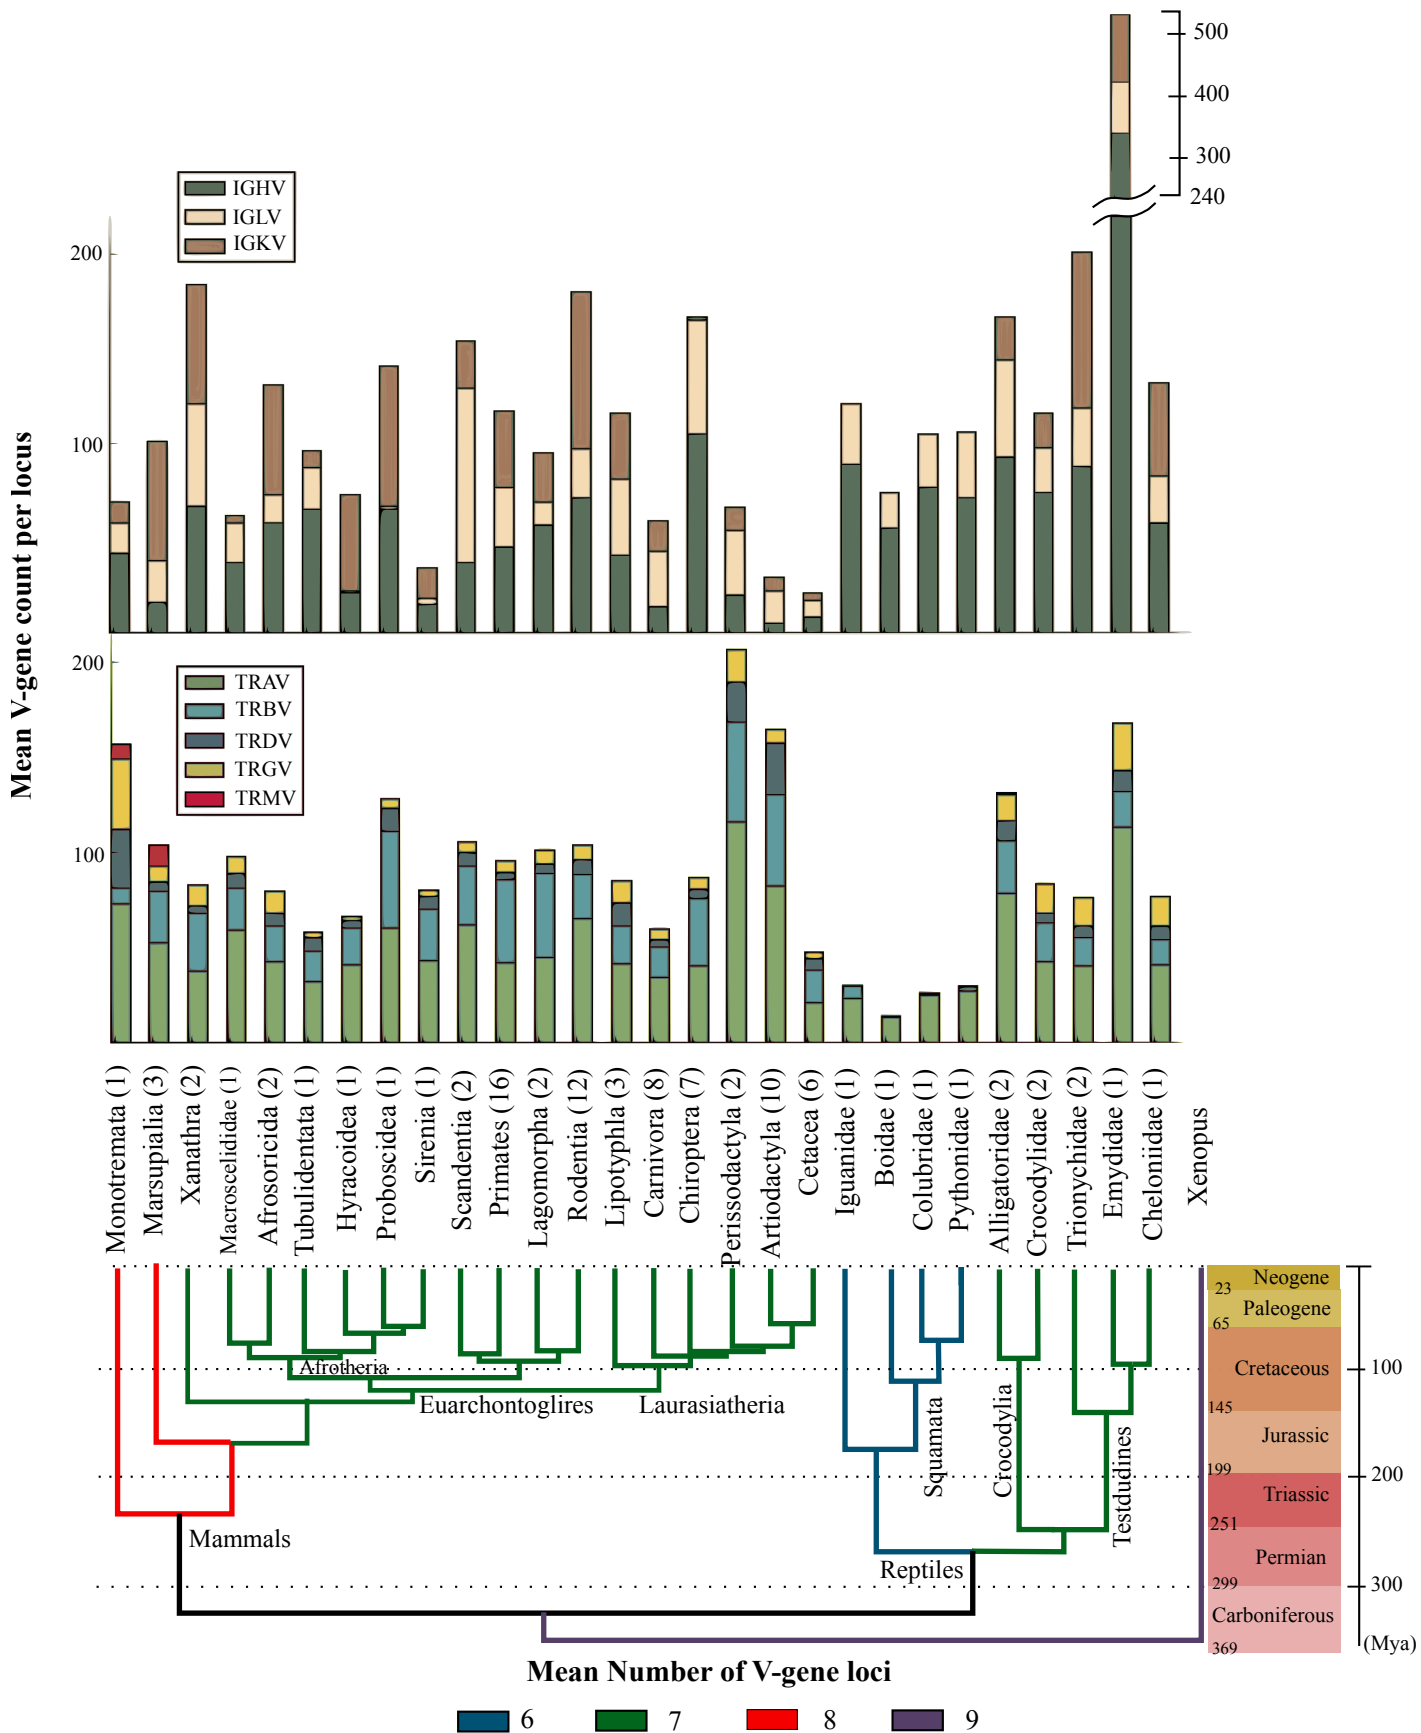 500
400
300
240
IGHV
IGLV
IGKV
200
100
Mean V-gene count per locus
200
100
TRAV
TRBV
TRDV
TRGV
TRMV
Monotremata (1)
Marsupialia (3)
Xanathra (2)
Macroscelididae (1)
Afrosoricida (2)
Tubulidentata (1)
Hyracoidea (1)
Proboscidea (1)
Sirenia (1)
Scandentia (2)
Primates (16)
Lagomorpha (2)
Rodentia (12)
Lipotyphla (3)
Carnivora (8)
Chiroptera (7)
Perissodactyla (2)
Artiodactyla (10)
Cetacea (6)
Iguanidae (1)
Boidae (1)
Colubridae (1)
Pythonidae (1)
Alligatoridae (2)
Crocodylidae (2)
Trionychidae (2)
Emydidae (1)
Cheloniidae (1)
Xenopus
Neogene
23
Paleogene
65
Cretaceous
100
145
Jurassic
199
200
Triassic
251
Permian
299
300
Carboniferous
369
(Mya)
Afrotheria
Euarchontoglires
Laurasiatheria
Squamata
Crocodylia
Testdudines
Mammals
Reptiles
Mean Number of V-gene loci
6 7 8 9